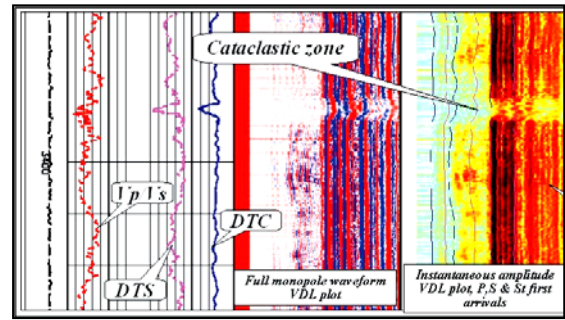 Cataclastic zone
Vp\Vs
DTC
DTS
Full monopole waveform
VDL plot
Instantaneous amplitude
VDL plot, P,S & St first
arrivals